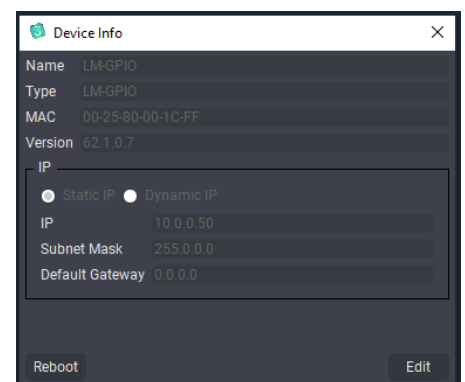 Device Info
Name LM-GPIO
Type LM-GPIO
MAC 00-25-80-00-1C-FF
Version 62.1.0.7
IP
Static IP Dynamic IP
IP 10.0.0.50
Subnet Mask 255.0.0.0
Default Gateway 0.0.0.0
Reboot Edit